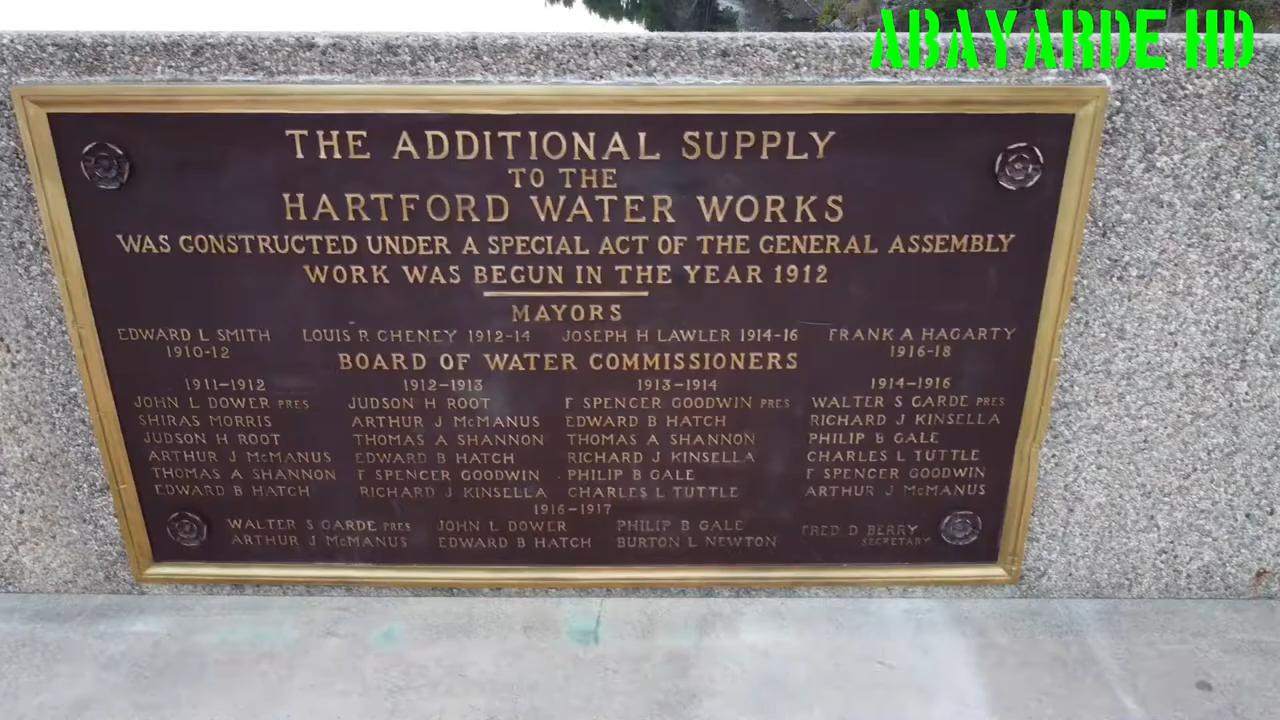 ABAYARDE HD
THE ADDITIONAL SUPPLY
TO THE
HARTFORD WATER WORKS
WAS CONSTRUCTED UNDER A SPECIAL ACT OF THE GENERAL ASSEMBLY
WORK WAS BEGUN IN THE YEAR 1912
MAYORS
EDWARD L SMITH LOUIS R CHENEY 1912-14 JOSEPH H LAWLER 1914-16 FRANK A HAGARTY
1910-12 1916-18
BOARD OF WATER COMMISSIONERS
1911-1912 1912-1913 1913-1914 1914-1916
JOHN L DOWER PRES JUDSON H ROOT F SPENCER GOODWIN PRES WALTER S GARDE PRES
SHIRAS MORRIS ARTHUR J McMANUS EDWARD B HATCH RICHARD J KINSELLA
JUDSON H ROOT THOMAS A SHANNON THOMAS A SHANNON PHILIP B GALE
ARTHUR J McMANUS EDWARD B HATCH RICHARD J KINSELLA CHARLES L TUTTLE
THOMAS A SHANNON F SPENCER GOODWIN PHILIP B GALE F SPENCER GOODWIN
EDWARD B HATCH RICHARD J KINSELLA CHARLES L TUTTLE ARTHUR J McMANUS
1916-1917
WALTER S GARDE PRES JOHN L DOWER PHILIP B GALE FRED D BERRY
ARTHUR J McMANUS EDWARD B HATCH BURTON L NEWTON SECRETARY